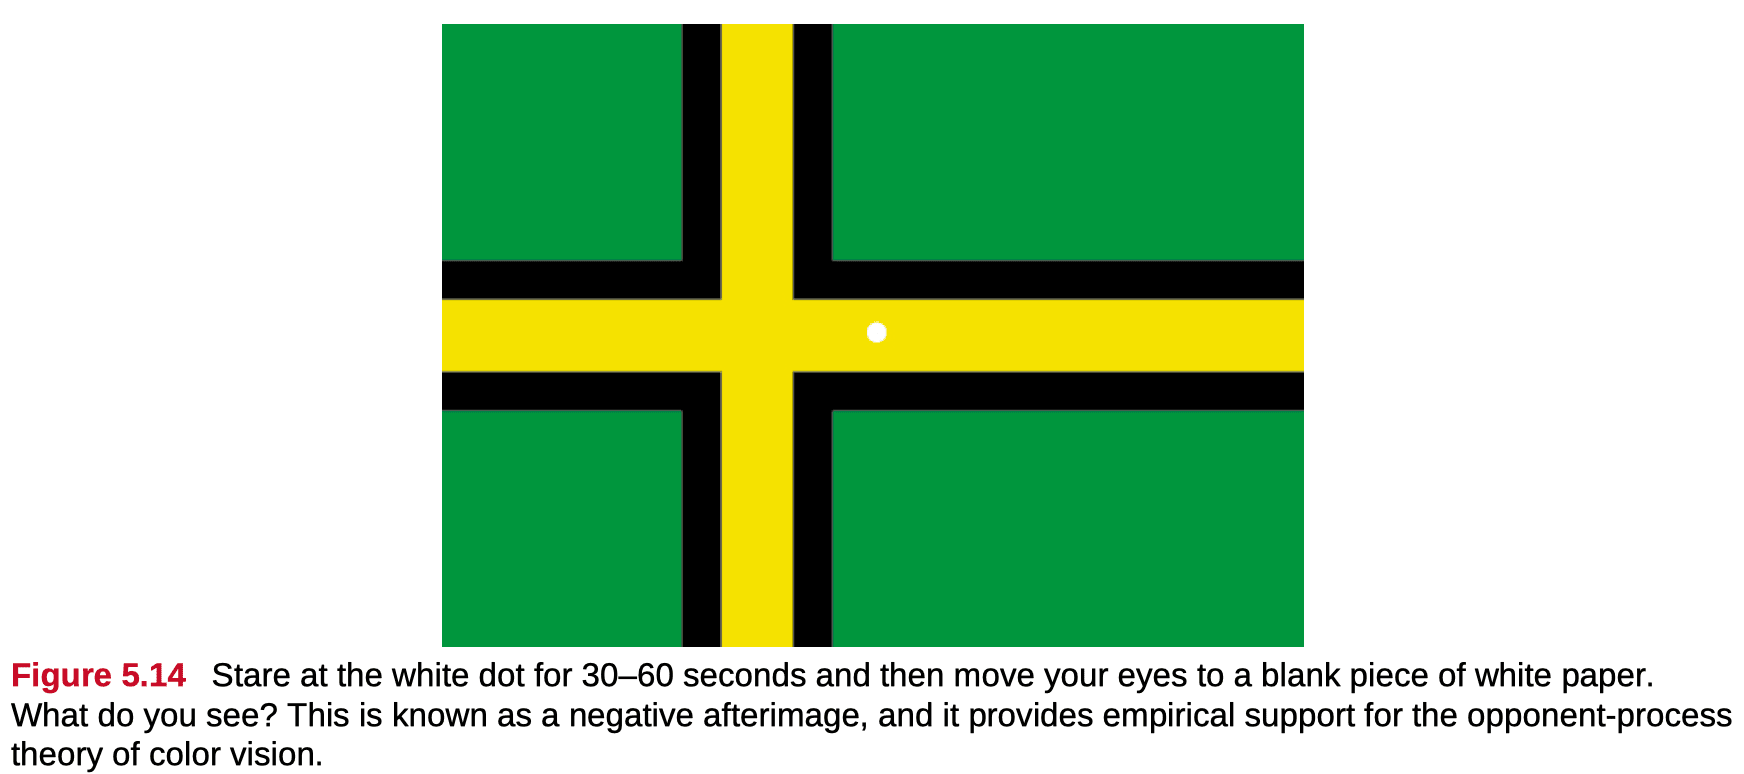 Figure 5.14 Stare at the white dot for 30–60 seconds and then move your eyes to a blank piece of white paper.
What do you see? This is known as a negative afterimage, and it provides empirical support for the opponent-process
theory of color vision.